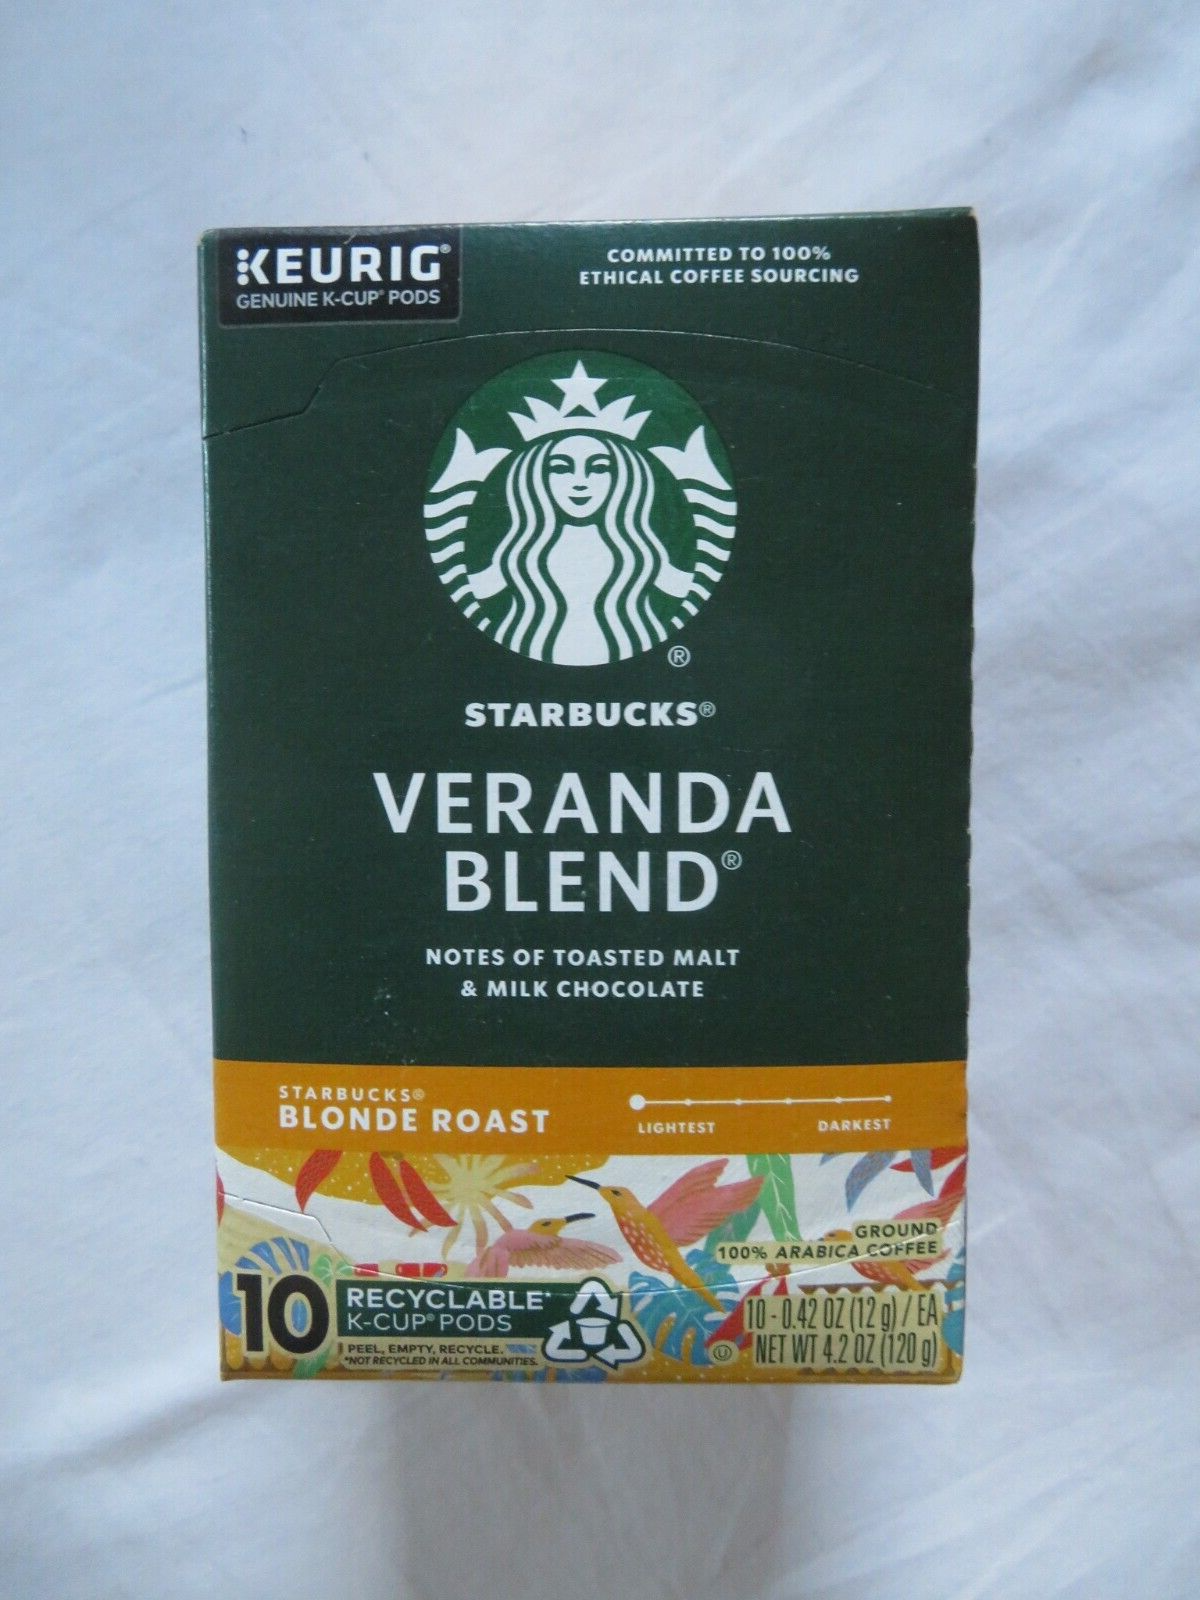 KEURIG®
GENUINE K-CUP® PODS
COMMITTED TO 100%
ETHICAL COFFEE SOURCING
®
STARBUCKS®
VERANDA
BLEND®
NOTES OF TOASTED MALT
& MILK CHOCOLATE
STARBUCKS®
BLONDE ROAST
LIGHTEST DARKEST
GROUND
100% ARABICA COFFEE
10
RECYCLABLE*
K-CUP® PODS
PEEL, EMPTY, RECYCLE.
*NOT RECYCLED IN ALL COMMUNITIES.
U
10 - 0.42 OZ (12 g) / EA
NET WT 4.2 OZ (120 g)